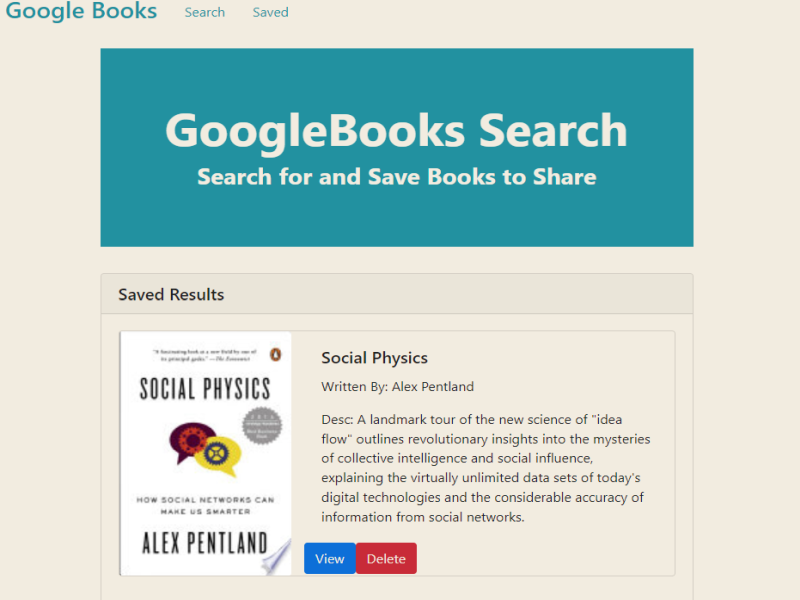 Google Books Search Saved
GoogleBooks Search
Search for and Save Books to Share
Saved Results
"A fascinating look at a new field by one of
its principal geeks." —The Economist
SOCIAL PHYSICS
HOW SOCIAL NETWORKS CAN
MAKE US SMARTER
ALEX PENTLAND
Social Physics
Written By: Alex Pentland
Desc: A landmark tour of the new science of "idea
flow" outlines revolutionary insights into the mysteries
of collective intelligence and social influence,
explaining the virtually unlimited data sets of today's
digital technologies and the considerable accuracy of
information from social networks.
View Delete